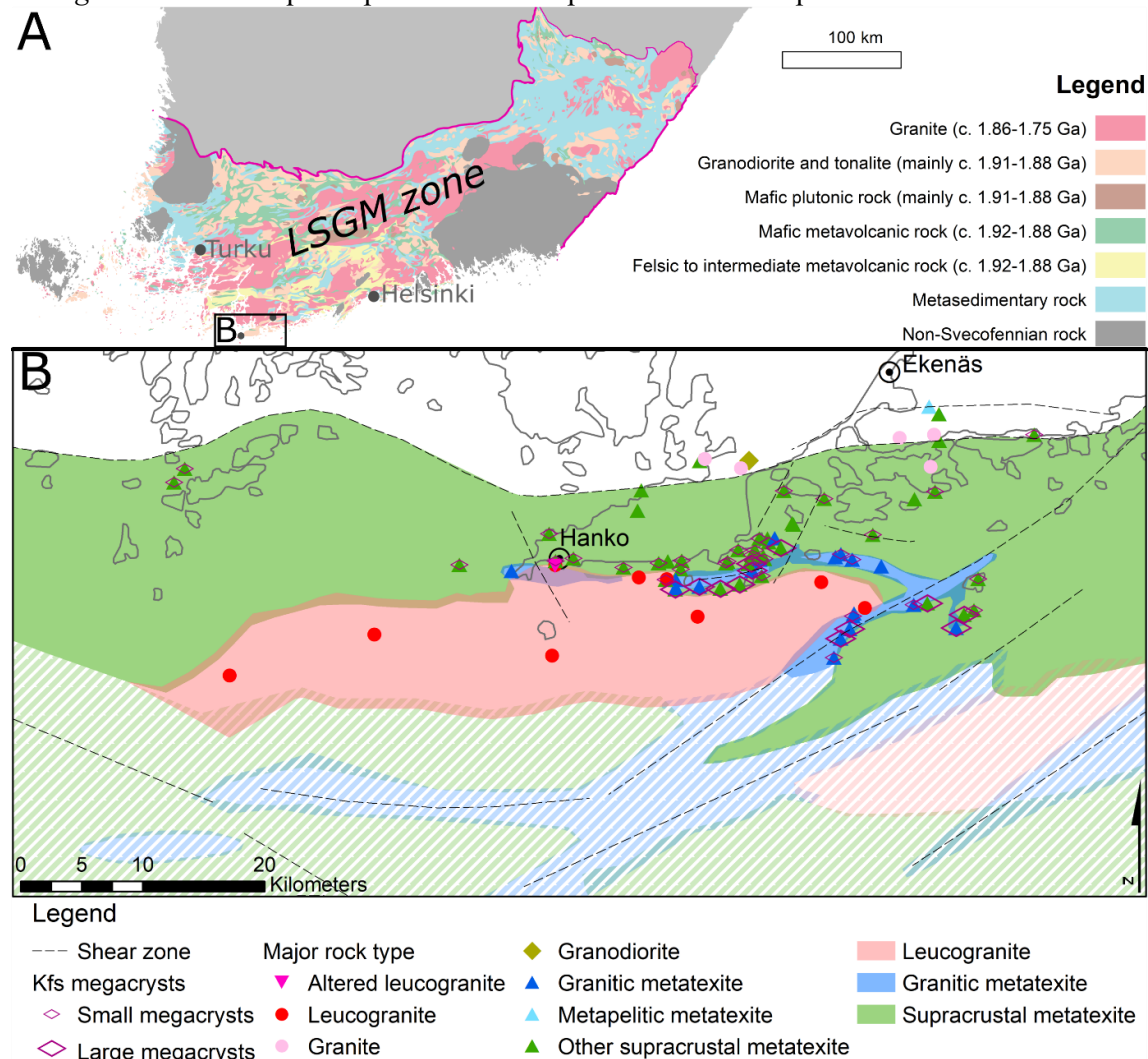 A
100 km
Legend
Granite (c. 1.86-1.75 Ga)
Granodiorite and tonalite (mainly c. 1.91-1.88 Ga)
Mafic plutonic rock (mainly c. 1.91-1.88 Ga)
Mafic metavolcanic rock (c. 1.92-1.88 Ga)
Felsic to intermediate metavolcanic rock (c. 1.92-1.88 Ga)
Metasedimentary rock
Non-Svecofennian rock
LSGM zone
Turku
Helsinki
B
B
Ekenäs
Hanko
0 5 10 20
Kilometers
N
Legend
Shear zone
Kfs megacrysts
Small megacrysts
Large megacrysts
Major rock type
Altered leucogranite
Leucogranite
Granite
Granodiorite
Granitic metatexite
Metapelitic metatexite
Other supracrustal metatexite
Leucogranite
Granitic metatexite
Supracrustal metatexite